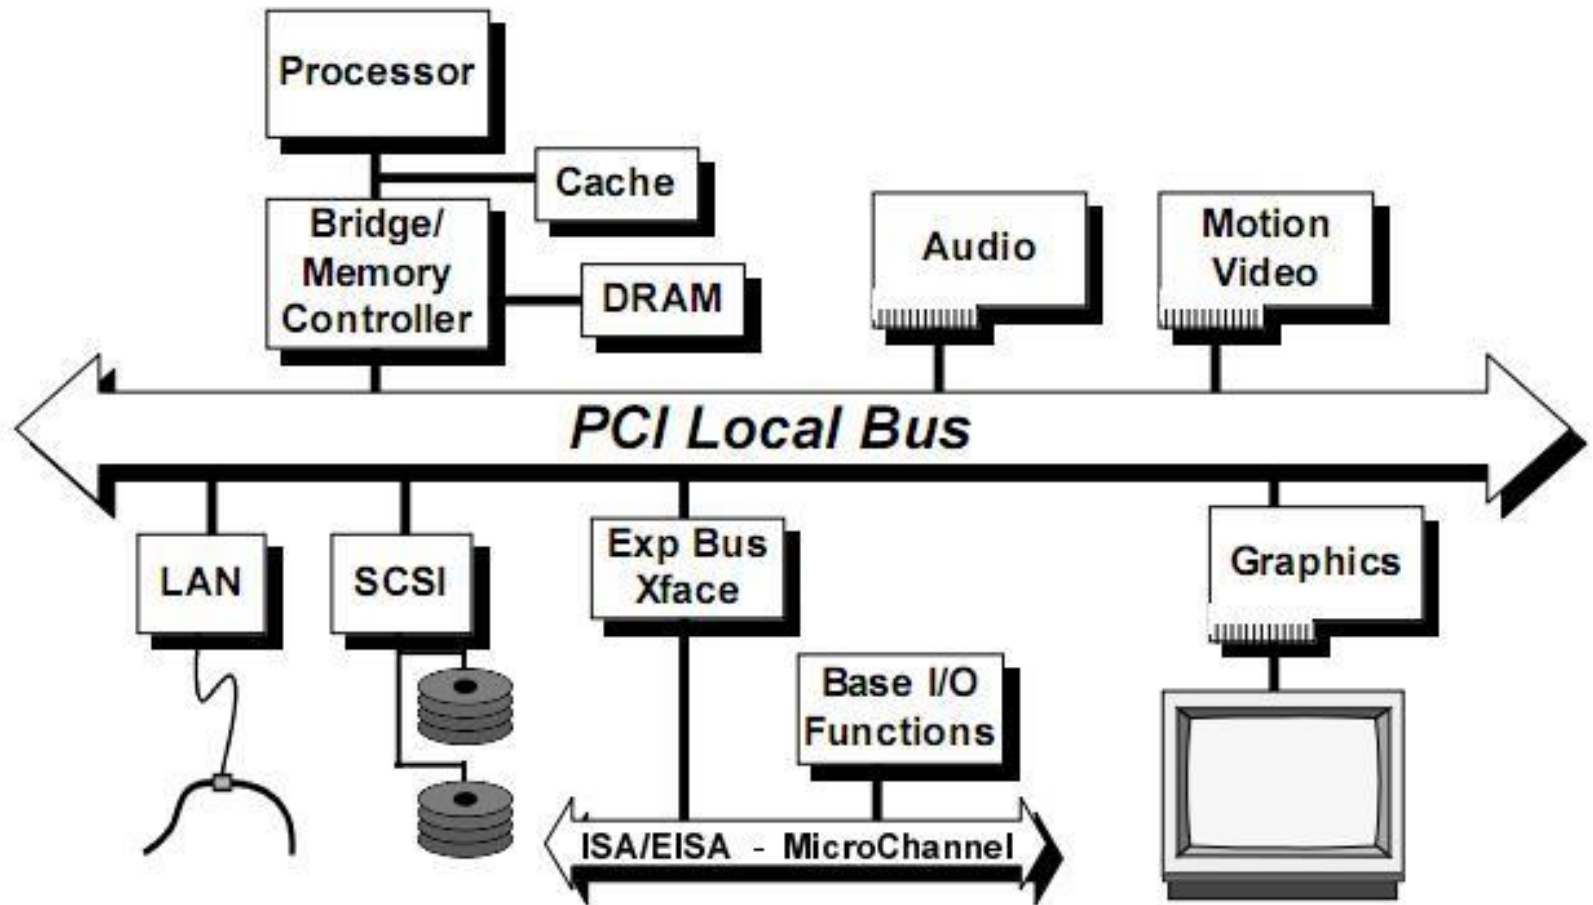 Processor
Cache
Bridge/
Memory
Controller
DRAM
Audio
Motion
Video
PCI Local Bus
LAN
SCSI
Exp Bus
Xface
Graphics
Base I/O
Functions
ISA/EISA - MicroChannel